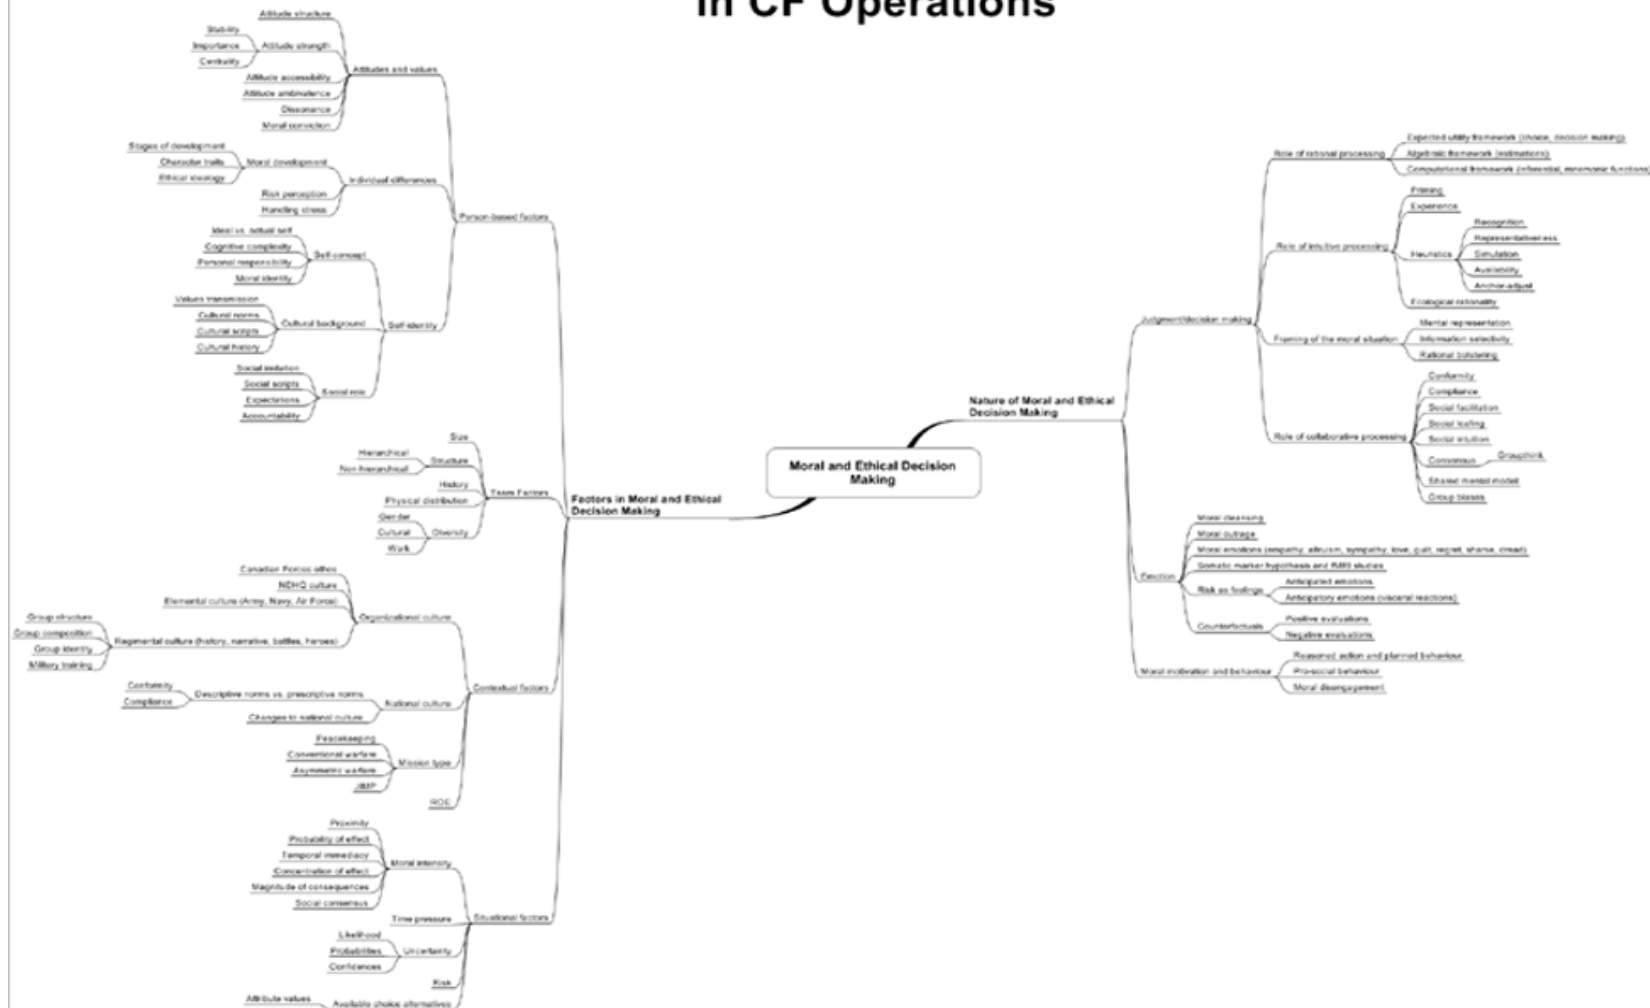 in CF Operations
Attitude structure
Stability
Importance
Centrality
Attitude strength
Attitude accessibility
Attitude ambivalence
Dissonance
Moral conviction
Attitudes and values
Stages of development
Character traits
Ethical ideology
Moral development
Risk perception
Handling stress
Individual differences
Person-based factors
Ideal vs. actual self
Cognitive complexity
Personal responsibility
Moral identity
Self-concept
Values transmission
Cultural norms
Cultural scripts
Cultural history
Cultural background
Self-identity
Social imitation
Social scripts
Expectations
Accountability
Social role
Size
Hierarchical
Non-hierarchical
Structure
History
Physical distribution
Gender
Cultural
Work
Diversity
Team Factors
Factors in Moral and Ethical
Decision Making
Canadian Forces ethos
NDHQ culture
Elemental culture (Army, Navy, Air Force)
Group structure
Group composition
Group identity
Military training
Regimental culture (history, narrative, battles, heroes)
Organizational culture
Conformity
Compliance
Descriptive norms vs. prescriptive norms
Changes to national culture
National culture
Contextual factors
Peacekeeping
Conventional warfare
Asymmetric warfare
JIMP
Mission type
ROE
Proximity
Probability of effect
Temporal immediacy
Concentration of effect
Magnitude of consequences
Social consensus
Moral intensity
Time pressure
Situational factors
Likelihood
Probabilities
Confidences
Uncertainty
Risk
Attribute values
Available choice alternatives
Moral and Ethical Decision
Making
Nature of Moral and Ethical
Decision Making
Judgment/decision making
Role of rational processing
Expected utility framework (choice, decision making)
Algebraic framework (estimations)
Computational framework (inferential, mnemonic functions)
Role of intuitive processing
Priming
Experience
Heuristics
Recognition
Representativeness
Simulation
Availability
Anchor-adjust
Ecological rationality
Framing of the moral situation
Mental representation
Information selectivity
Rational bolstering
Role of collaborative processing
Conformity
Compliance
Social facilitation
Social loafing
Social intuition
Consensus
Groupthink
Shared mental model
Group biases
Emotion
Moral cleansing
Moral outrage
Moral emotions (empathy, altruism, sympathy, love, guilt, regret, shame, dread)
Somatic marker hypothesis and fMRI studies
Risk as feelings
Anticipated emotions
Anticipatory emotions (visceral reactions)
Counterfactuals
Positive evaluations
Negative evaluations
Moral motivation and behaviour
Reasoned action and planned behaviour
Pro-social behaviour
Moral disengagement